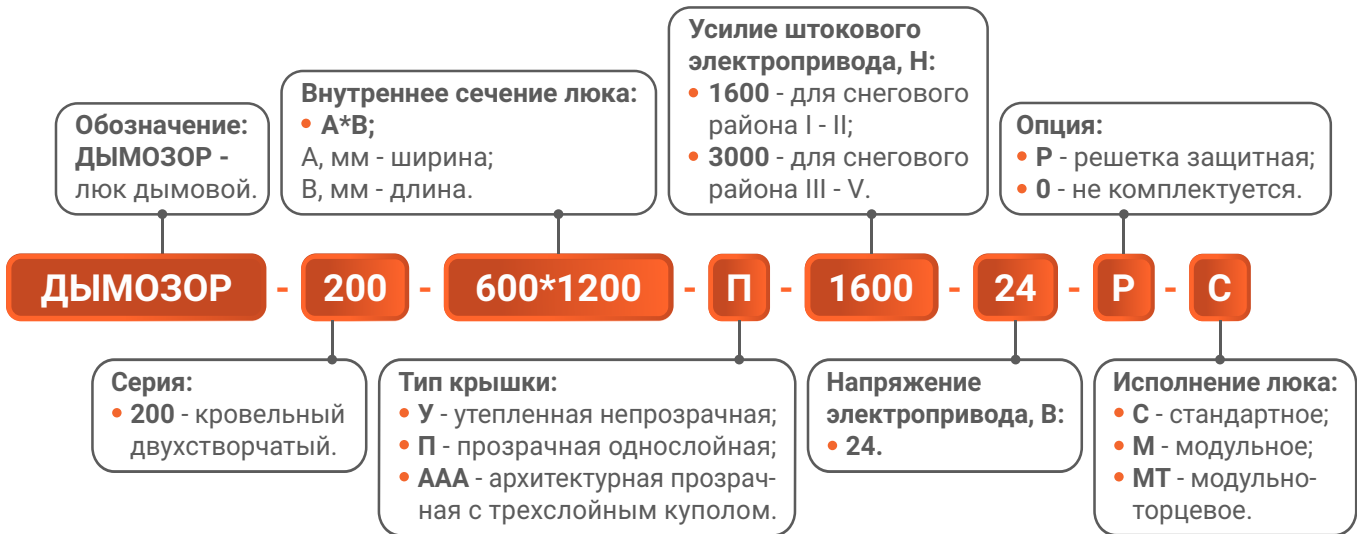 Обозначение:
ДЫМОЗОР -
люк дымовой.
Внутреннее сечение люка:
• А*В;
А, мм - ширина;
В, мм - длина.
Усилие штокового
электропривода, Н:
• 1600 - для снегового
района I - II;
• 3000 - для снегового
района III - V.
Опция:
• Р - решетка защитная;
• 0 - не комплектуется.
ДЫМОЗОР - 200 - 600*1200 - П - 1600 - 24 - Р - С
Серия:
• 200 - кровельный
двухстворчатый.
Тип крышки:
• У - утепленная непрозрачная;
• П - прозрачная однослойная;
• ААА - архитектурная прозрач-
ная с трехслойным куполом.
Напряжение
электропривода, В:
• 24.
Исполнение люка:
• С - стандартное;
• М - модульное;
• МТ - модульно-
торцевое.